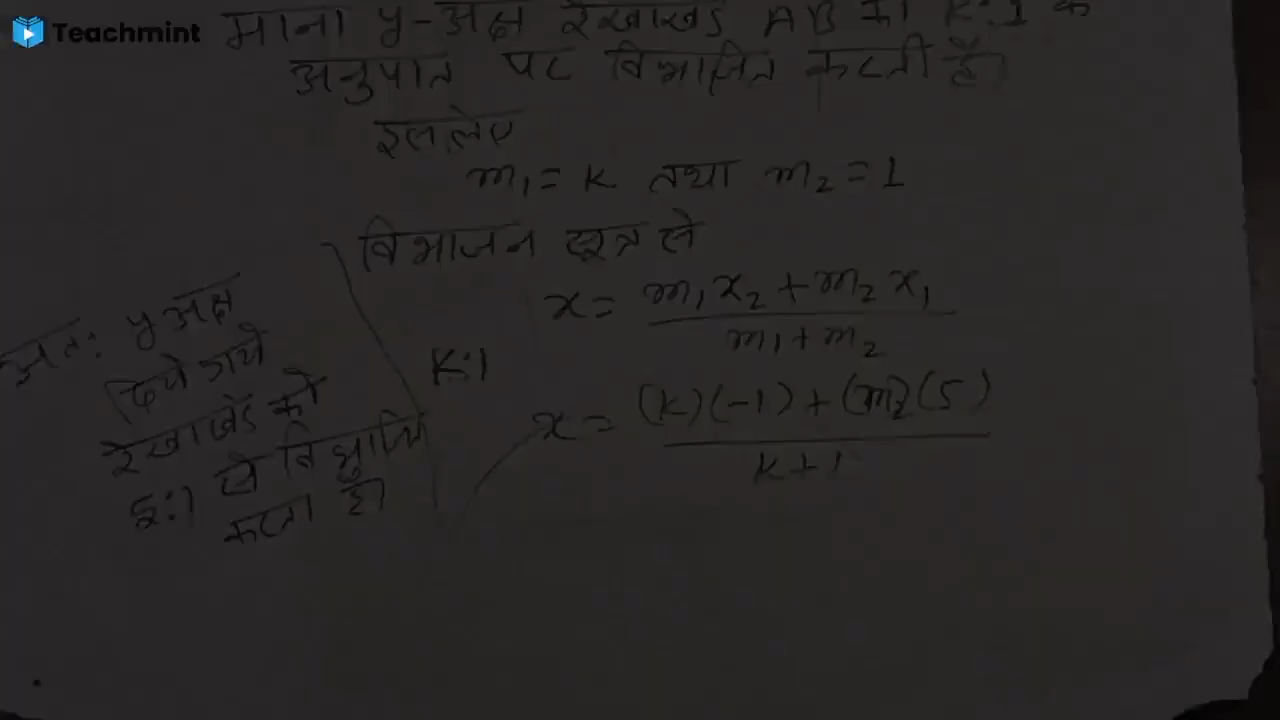 Teachmint
माना y-अक्ष रेखाखंड AB को K:1 के
अनुपात पर विभाजित करती है।
इसलिए
m₁ = K तथा m₂ = 1
विभाजन सूत्र से
x = (m₁x₂ + m₂x₁) / (m₁ + m₂)
K:1
x = ((K)(-1) + (m₂)(5)) / (K+1)
अतः y अक्ष
दिये गये
रेखाखंड को
5:1 से विभाजित
करता है।